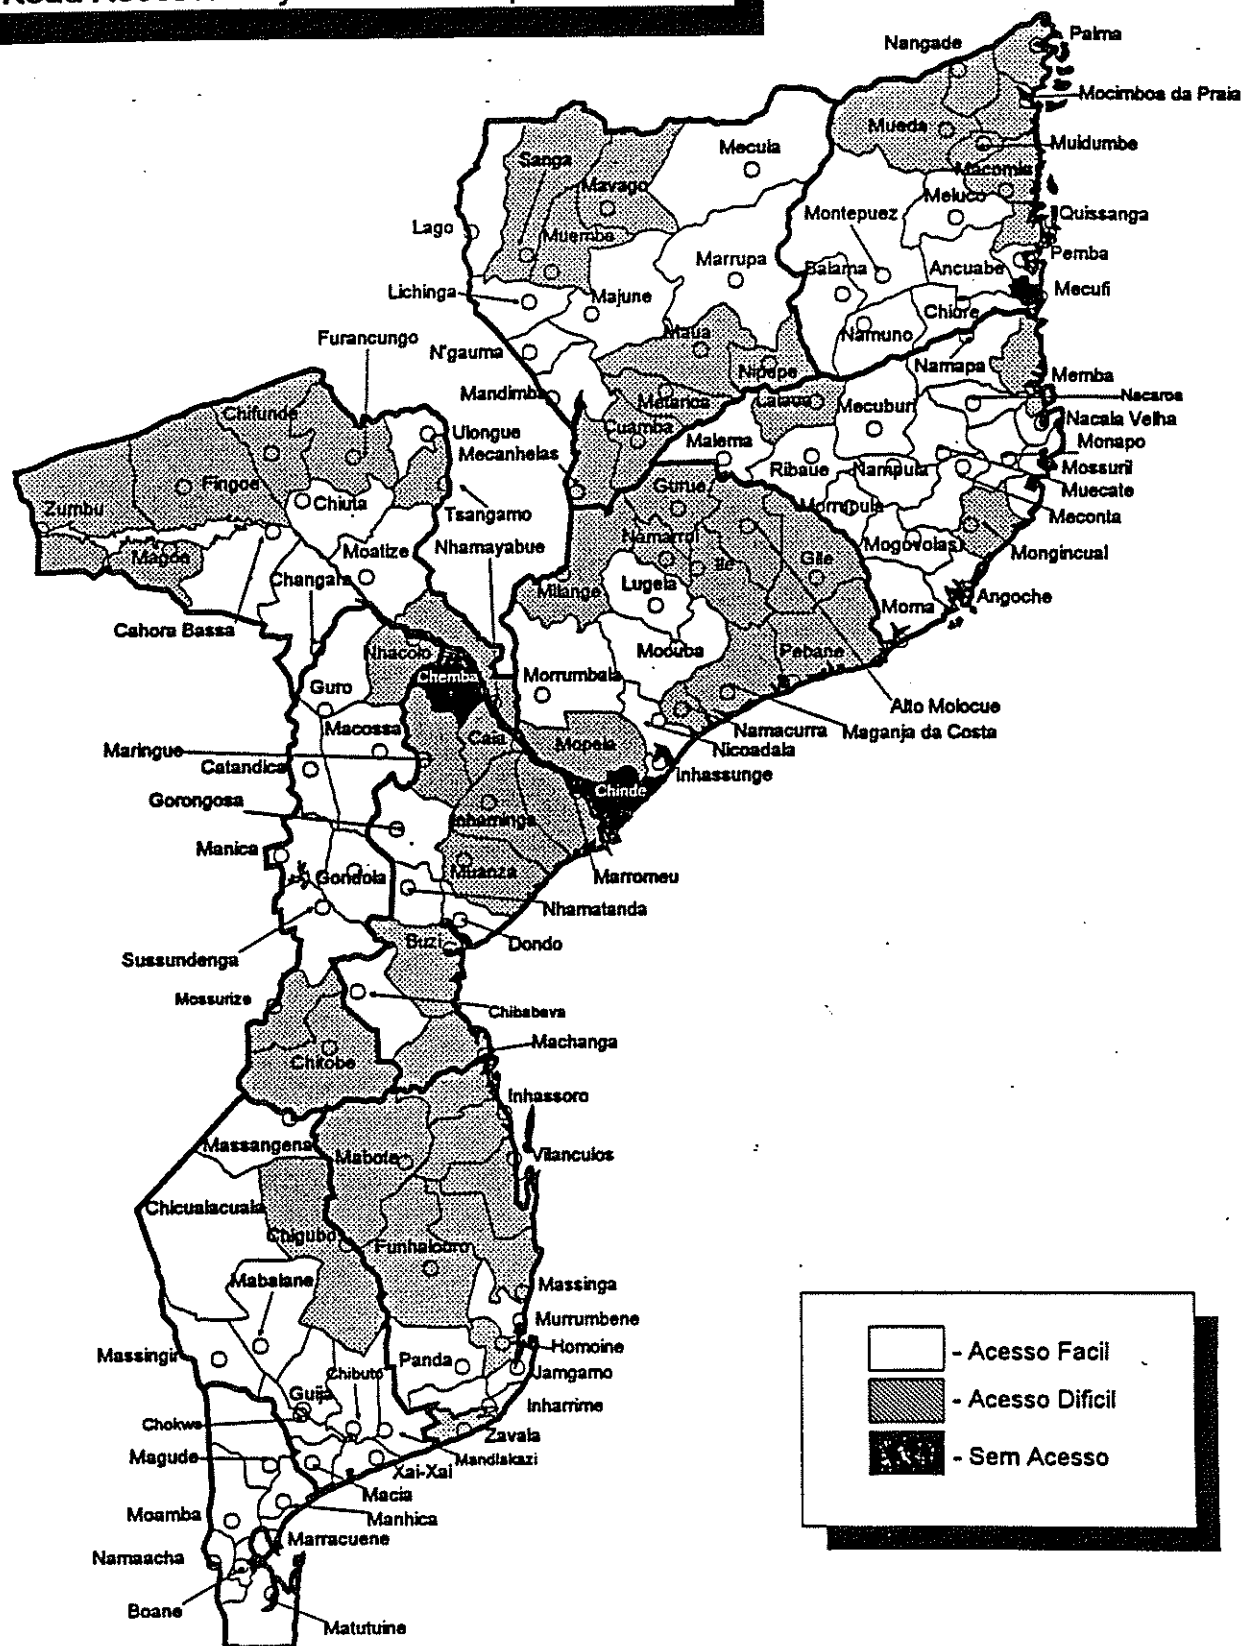 Palma
Nangade
Mocimboa da Praia
Mueda
Muidumbe
Mecula
Sanga
Macomia
Mavago
Meluco
Montepuez
Quissanga
Lago
Muembe
Pemba
Marrupa
Balama
Ancuabe
Lichinga
Majune
Mecufi
Chiure
Furancungo
Maua
Namuno
N'gauma
Namapa
Nipepe
Memba
Mandimba
Metarica
Lalaua
Mecuburi
Nacaroa
Chifunde
Nacala Velha
Ulongue
Cuamba
Malema
Monapo
Mecanhelas
Ribaue
Nampula
Mossuril
Fingoe
Gurue
Muecate
Chiuta
Zumbu
Tsangamo
Morrupula
Meconta
Namarroi
Mogovolas
Magoe
Moatize
Nhamayabue
Ile
Gile
Mongincual
Changara
Milange
Lugela
Angoche
Moma
Cahora Bassa
Nhacolo
Mocuba
Pebane
Chemba
Morrumbala
Guro
Alto Molocue
Macossa
Namacurra
Maganja da Costa
Caia
Mopeia
Nicoadala
Maringue
Catandica
Inhassunge
Chinde
Gorongosa
Inhaminga
Manica
Muanza
Gondola
Marromeu
Nhamatanda
Buzi
Dondo
Sussundenga
Mossurize
Chibabava
Machanga
Chitobe
Inhassoro
Massangena
Mabote
Vilanculos
Chicualacuala
Chigubo
Funhalouro
Mabalane
Massinga
Murrumbene
Homoine
Massingir
Panda
Chibuto
Jamgamo
Guija
Inharrime
Chokwe
Zavala
Magude
Mandlakazi
Xai-Xai
Macia
Moamba
Manhica
Marracuene
Namaacha
Boane
Matutuine
- Acesso Facil
- Acesso Dificil
- Sem Acesso